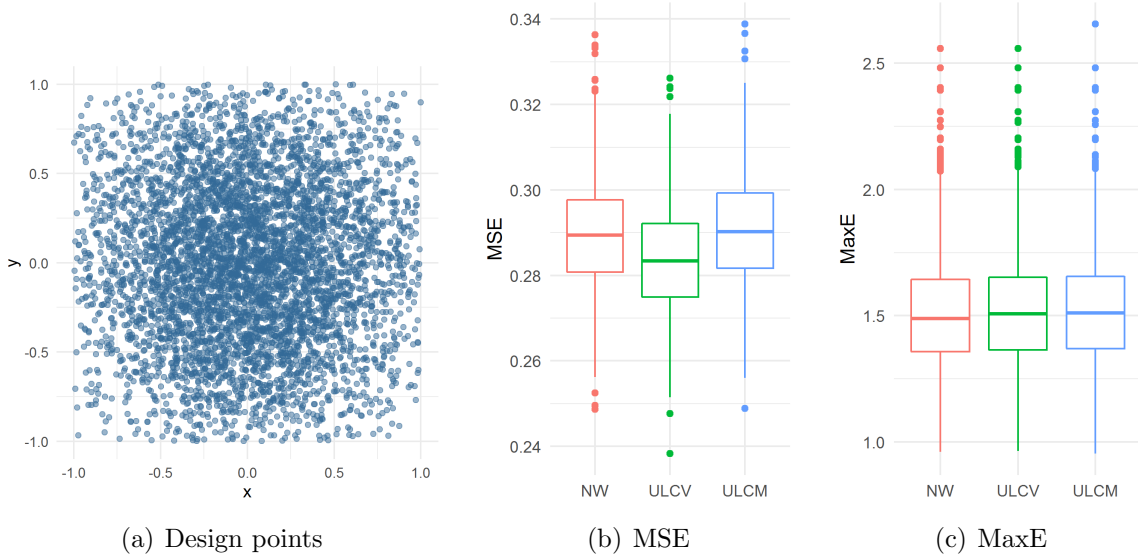 1.0
0.5
0.0
-0.5
-1.0
y
-1.0 -0.5 0.0 0.5 1.0
x
(a) Design points
0.34
0.32
0.30
0.28
0.26
0.24
MSE
NW ULCV ULCM
(b) MSE
2.5
2.0
1.5
1.0
MaxE
NW ULCV ULCM
(c) MaxE